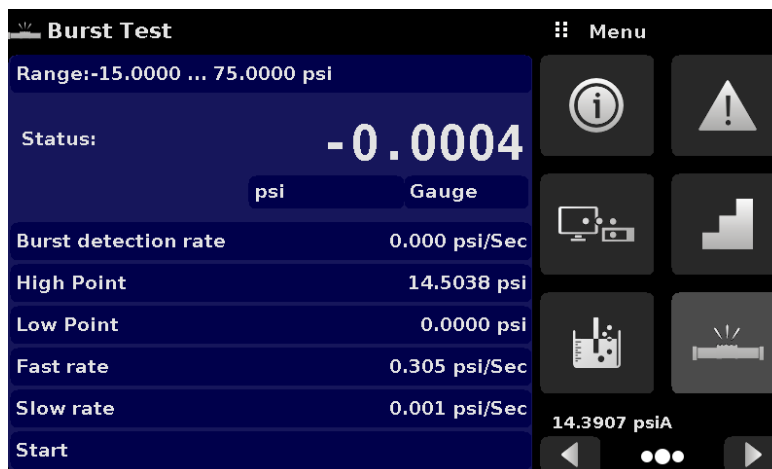 Burst Test
Menu
Range:-15.0000 ... 75.0000 psi
Status:
-0.0004
psi Gauge
Burst detection rate 0.000 psi/Sec
High Point 14.5038 psi
Low Point 0.0000 psi
Fast rate 0.305 psi/Sec
Slow rate 0.001 psi/Sec
Start
14.3907 psiA